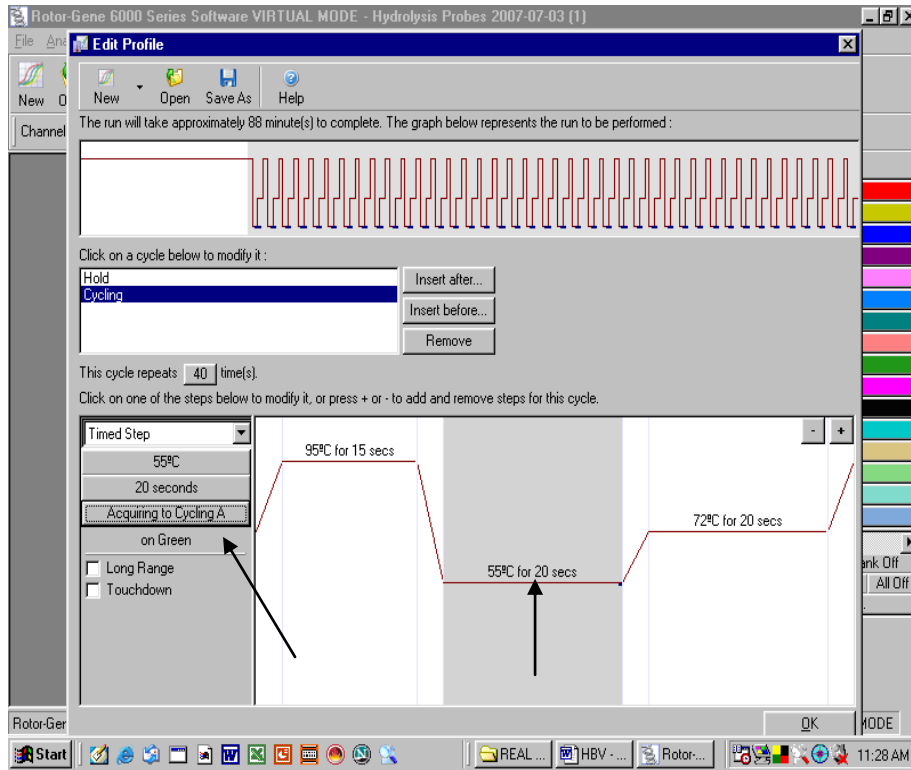 Rotor-Gene 6000 Series Software VIRTUAL MODE - Hydrolysis Probes 2007-07-03 (1)
File Ana
Edit Profile
New
New Open Save As Help
Channel
The run will take approximately 88 minute(s) to complete. The graph below represents the run to be performed :
Click on a cycle below to modify it :
Hold
Cycling
Insert after...
Insert before...
Remove
This cycle repeats 40 time(s).
Click on one of the steps below to modify it, or press + or - to add and remove steps for this cycle.
Timed Step
- +
55ºC
20 seconds
Acquiring to Cycling A
on Green
Long Range
Touchdown
95ºC for 15 secs
55ºC for 20 secs
72ºC for 20 secs
ank Off
All Off
OK
Rotor-Ger
MODE
Start
REAL ...
HBV - ...
Rotor-...
11:28 AM